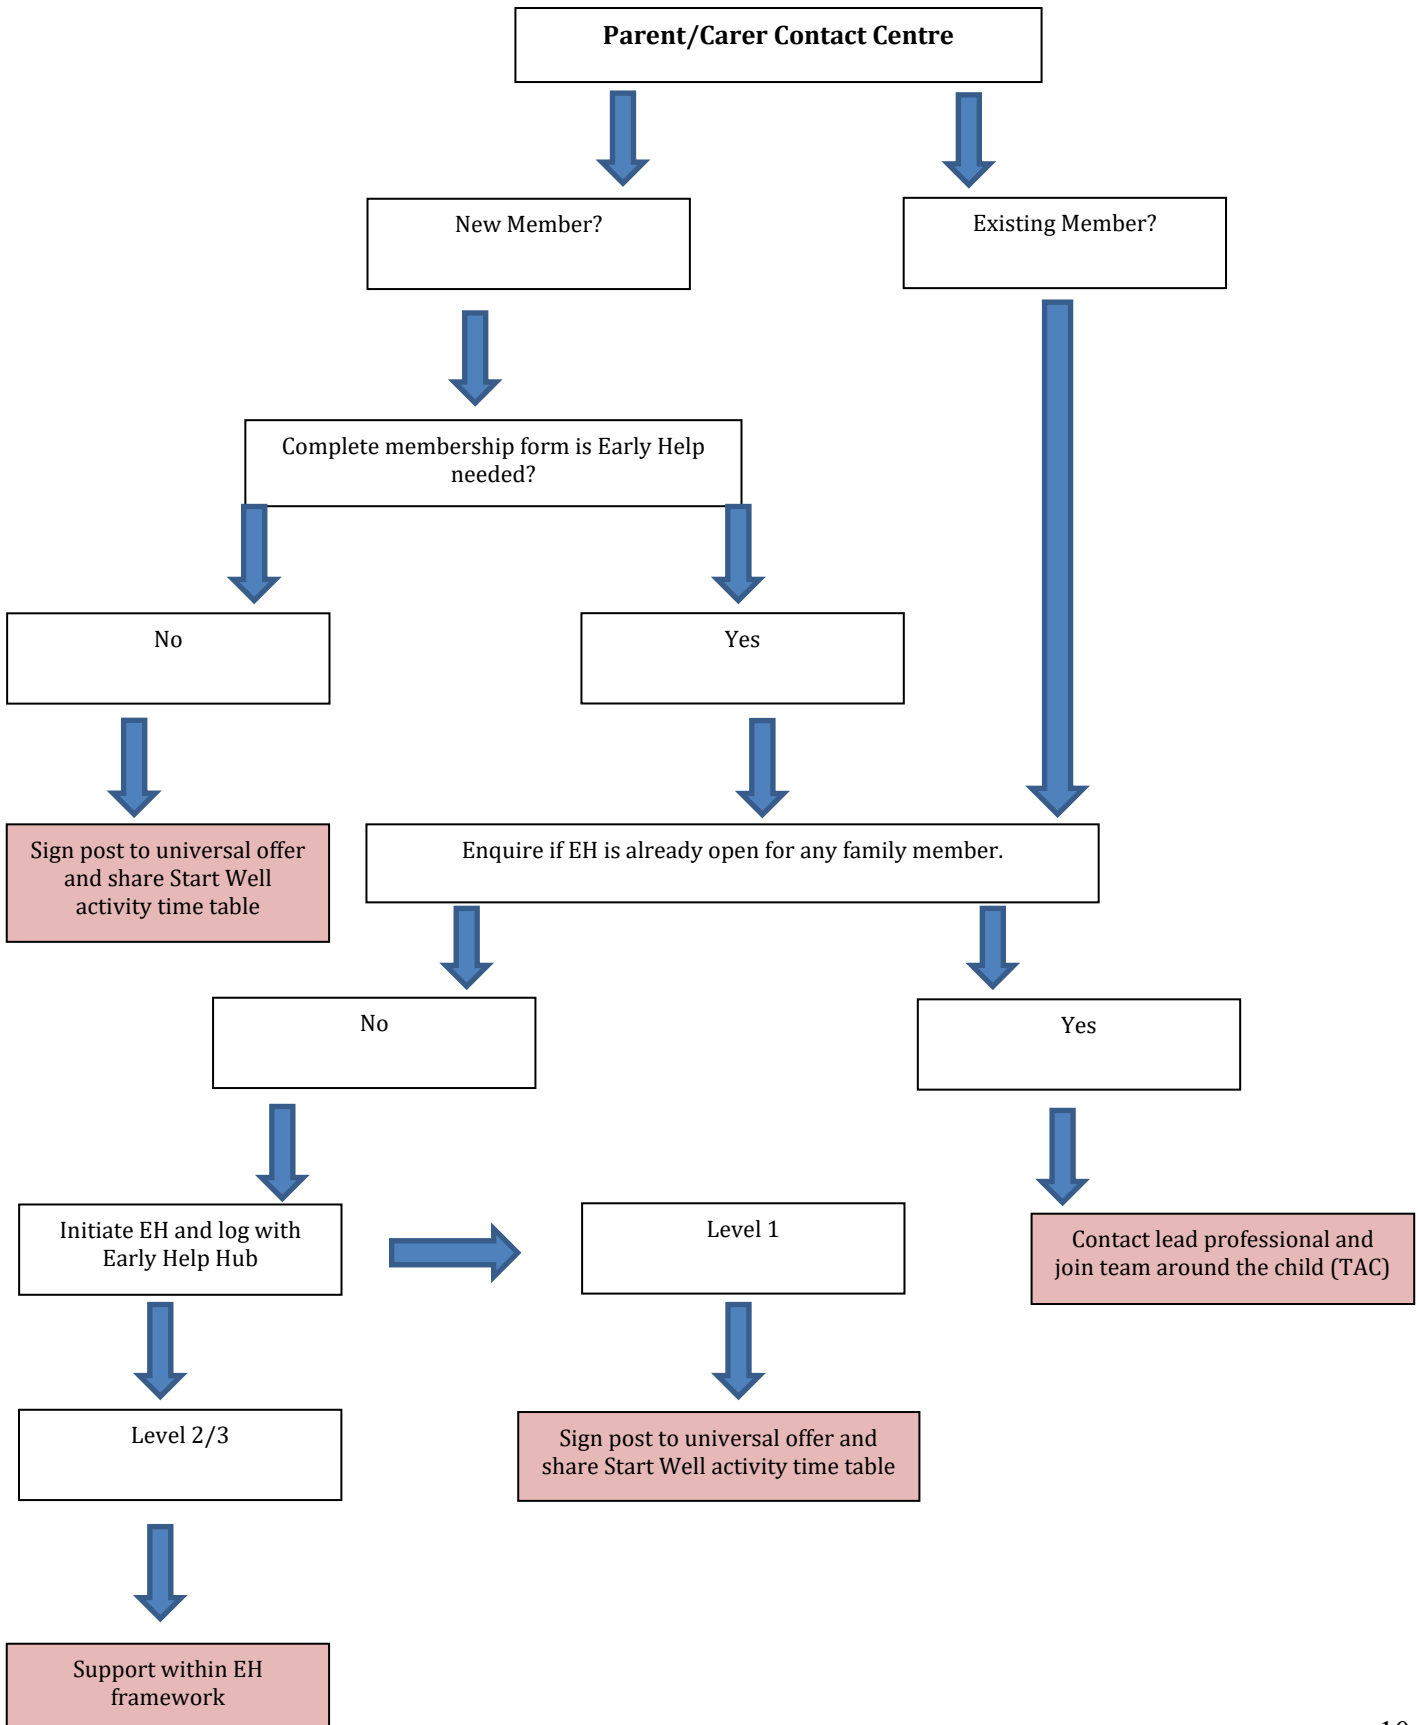 Parent/Carer Contact Centre
New Member?
Existing Member?
Complete membership form is Early Help
needed?
No
Yes
Sign post to universal offer
and share Start Well
activity time table
Enquire if EH is already open for any family member.
No
Yes
Initiate EH and log with
Early Help Hub
Level 1
Contact lead professional and
join team around the child (TAC)
Level 2/3
Sign post to universal offer and
share Start Well activity time table
Support within EH
framework